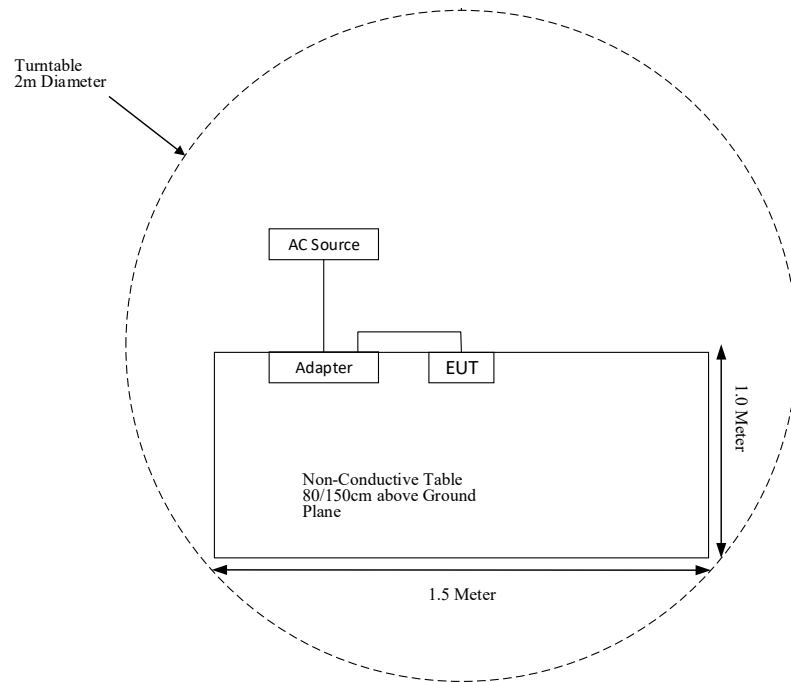 Turntable
2m Diameter
AC Source
Adapter
EUT
1.0 Meter
Non-Conductive Table
80/150cm above Ground
Plane
1.5 Meter